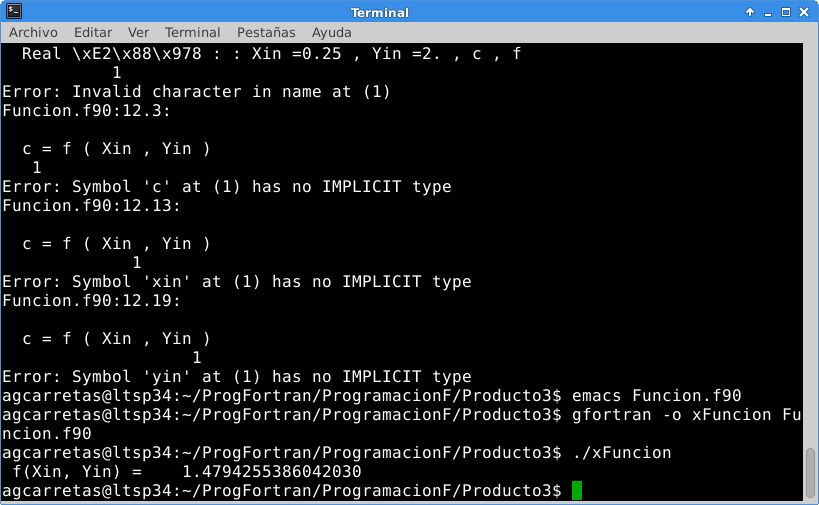 Terminal
Archivo Editar Ver Terminal Pestañas Ayuda
Real \xE2\x88\x978 : : Xin =0.25 , Yin =2. , c , f
1
Error: Invalid character in name at (1)
Funcion.f90:12.3:
c = f ( Xin , Yin )
1
Error: Symbol 'c' at (1) has no IMPLICIT type
Funcion.f90:12.13:
c = f ( Xin , Yin )
1
Error: Symbol 'xin' at (1) has no IMPLICIT type
Funcion.f90:12.19:
c = f ( Xin , Yin )
1
Error: Symbol 'yin' at (1) has no IMPLICIT type
agcarretas@ltsp34:~/ProgFortran/ProgramacionF/Producto3$ emacs Funcion.f90
agcarretas@ltsp34:~/ProgFortran/ProgramacionF/Producto3$ gfortran -o xFuncion Fu
ncion.f90
agcarretas@ltsp34:~/ProgFortran/ProgramacionF/Producto3$ ./xFuncion
f(Xin, Yin) =    1.4794255386042030
agcarretas@ltsp34:~/ProgFortran/ProgramacionF/Producto3$